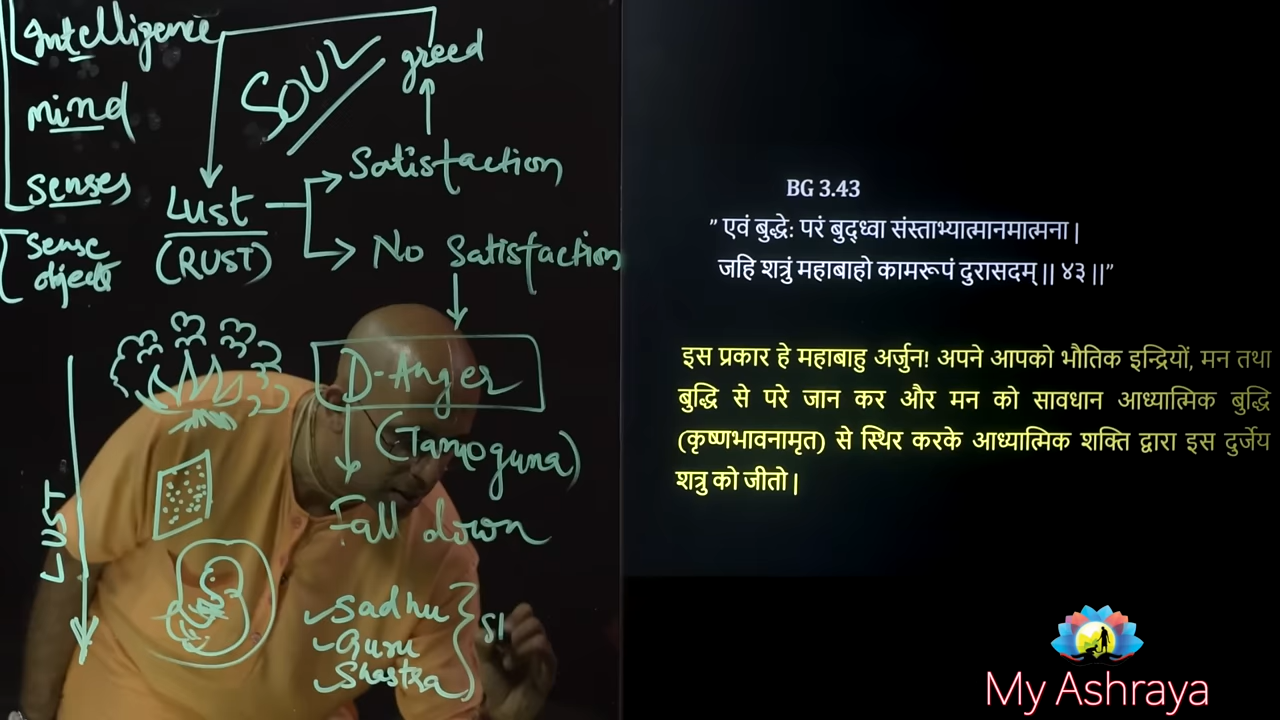 Intelligence
mind
Senses
Sense
objects
SOUL
greed
Satisfaction
Lust
(RUST)
No Satisfaction
D-Anger
(Tamoguna)
Fall down
LUST
Sadhu
Guru
Shastra
BG 3.43
” एवं बुद्धे: परं बुद्ध्वा संस्ताभ्यात्मानमात्मना |
जहि शत्रुं महाबाहो कामरूपं दुरासदम् || ४३ ||”
इस प्रकार हे महाबाहु अर्जुन! अपने आपको भौतिक इन्द्रियों, मन तथा
बुद्धि से परे जान कर और मन को सावधान आध्यात्मिक बुद्धि
(कृष्णभावनामृत) से स्थिर करके आध्यात्मिक शक्ति द्वारा इस दुर्जेय
शत्रु को जीतो |
My Ashraya